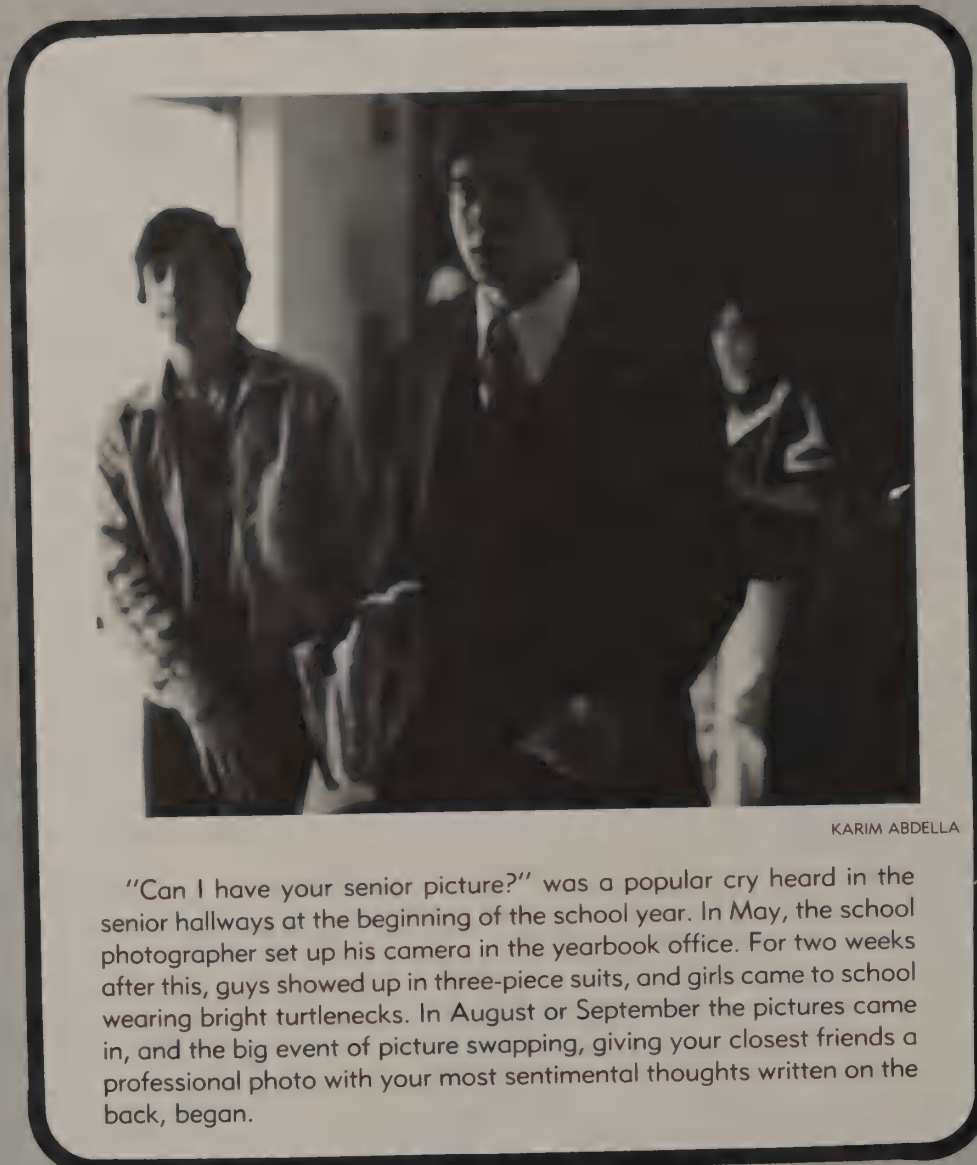 KARIM ABDELLA
"Can I have your senior picture?" was a popular cry heard in the
senior hallways at the beginning of the school year. In May, the school
photographer set up his camera in the yearbook office. For two weeks
after this, guys showed up in three-piece suits, and girls came to school
wearing bright turtlenecks. In August or September the pictures came
in, and the big event of picture swapping, giving your closest friends a
professional photo with your most sentimental thoughts written on the
back, began.